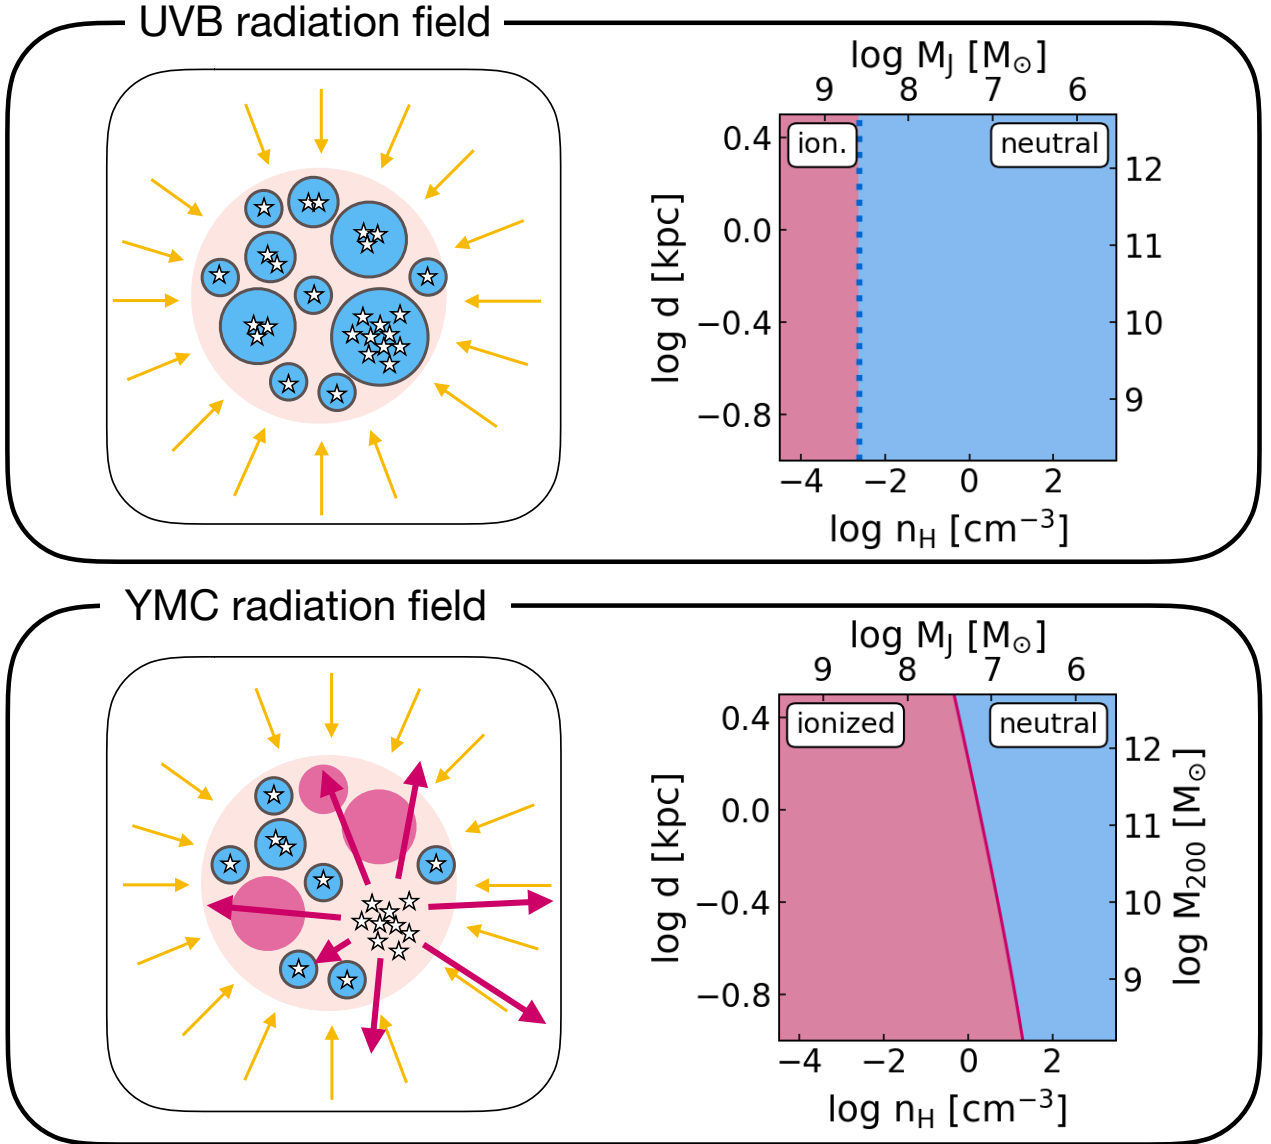 UVB radiation field
log M_J [M_⊙]
9 8 7 6
ion. neutral
0.4
0.0
−0.4
−0.8
log d [kpc]
12
11
10
9
−4 −2 0 2
log n_H [cm⁻³]
YMC radiation field
log M_J [M_⊙]
9 8 7 6
ionized neutral
0.4
0.0
−0.4
−0.8
log d [kpc]
12
11
10
9
log M_200 [M_⊙]
−4 −2 0 2
log n_H [cm⁻³]